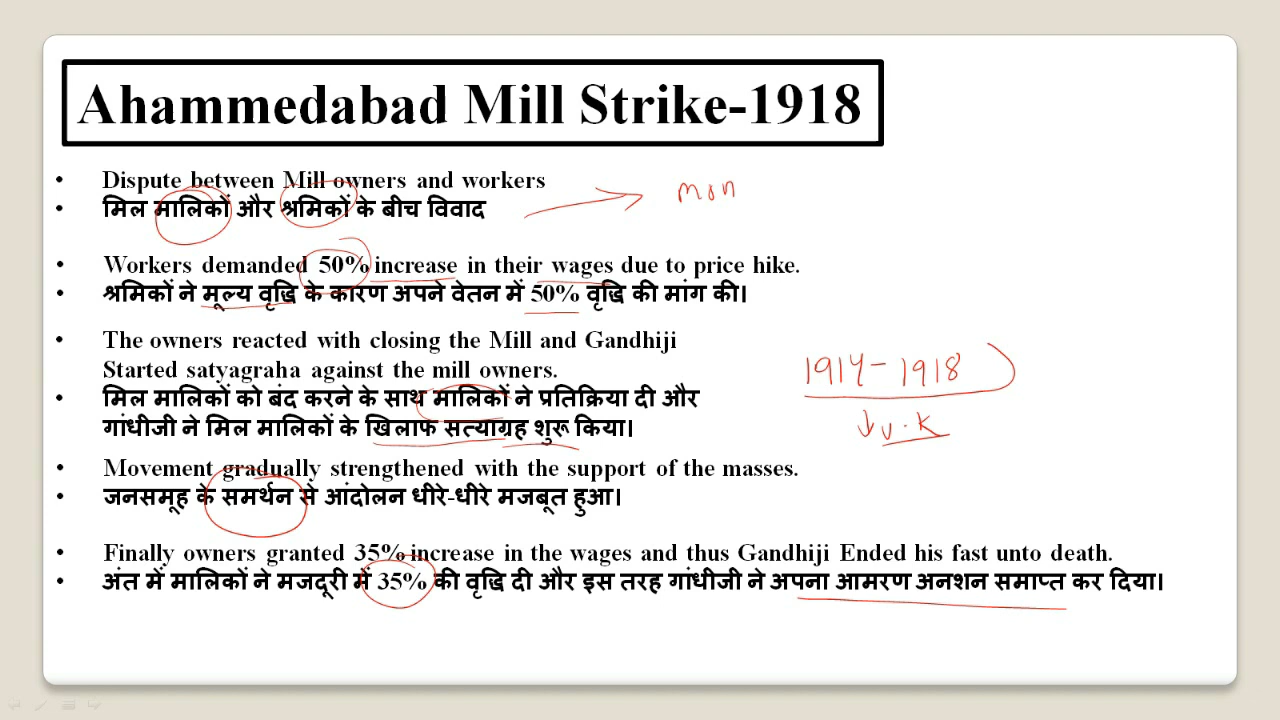 Ahammedabad Mill Strike-1918
• Dispute between Mill owners and workers
• मिल मालिकों और श्रमिकों के बीच विवाद
mon
• Workers demanded 50% increase in their wages due to price hike.
• श्रमिकों ने मूल्य वृद्धि के कारण अपने वेतन में 50% वृद्धि की मांग की।
• The owners reacted with closing the Mill and Gandhiji
Started satyagraha against the mill owners.
1914-1918
• मिल मालिकों को बंद करने के साथ मालिकों ने प्रतिक्रिया दी और
गांधीजी ने मिल मालिकों के खिलाफ सत्याग्रह शुरू किया।
U.K
• Movement gradually strengthened with the support of the masses.
• जनसमूह के समर्थन से आंदोलन धीरे-धीरे मजबूत हुआ।
• Finally owners granted 35% increase in the wages and thus Gandhiji Ended his fast unto death.
• अंत में मालिकों ने मजदूरी में 35% की वृद्धि दी और इस तरह गांधीजी ने अपना आमरण अनशन समाप्त कर दिया।